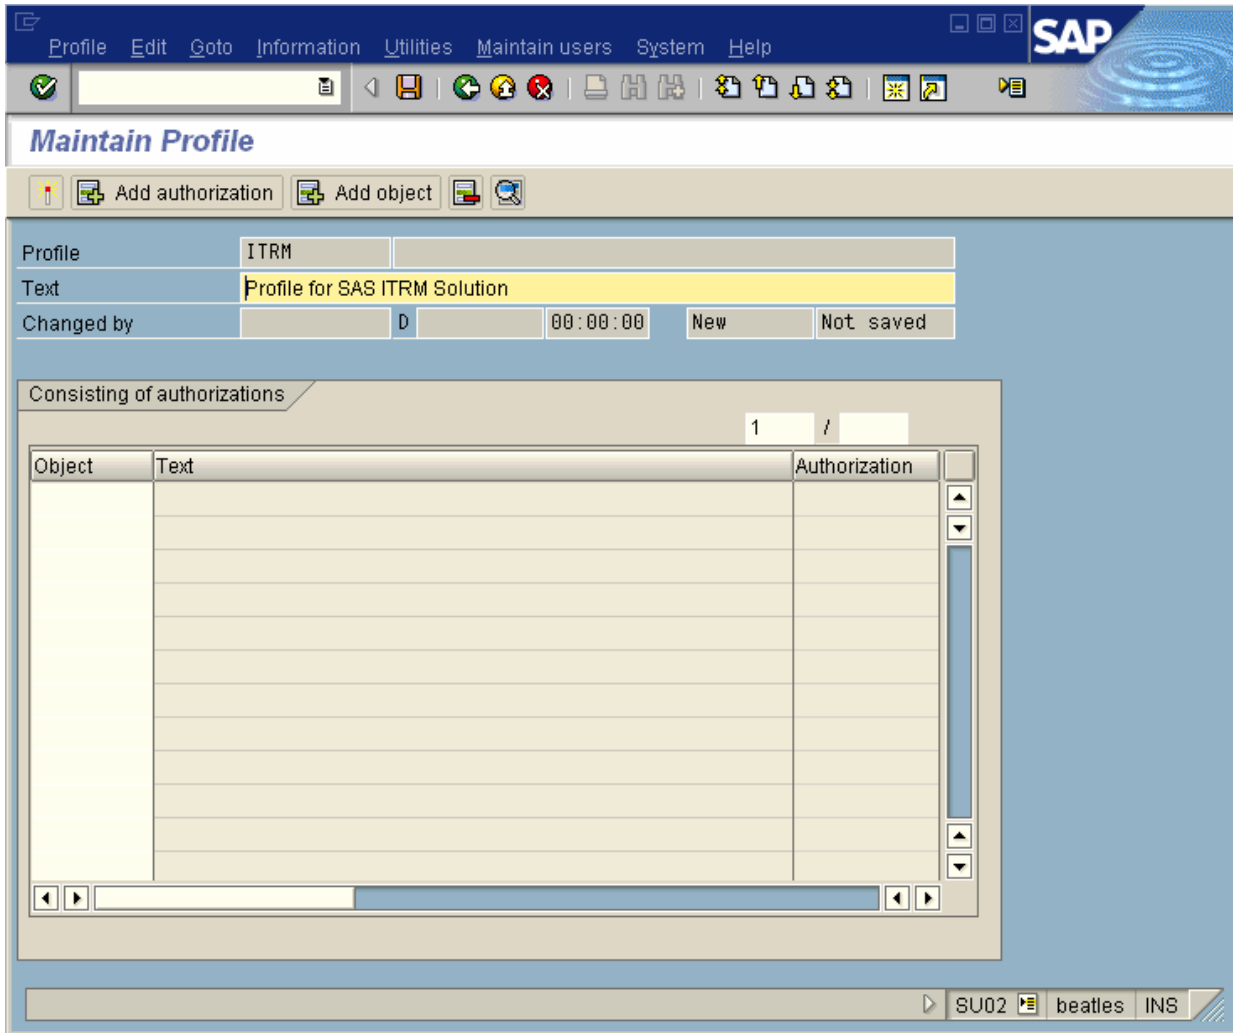 Profile Edit Goto Information Utilities Maintain users System Help
SAP
Maintain Profile
Add authorization Add object
Profile ITRM
Text Profile for SAS ITRM Solution
Changed by D 00:00:00 New Not saved
Consisting of authorizations
1 /
Object Text Authorization
SU02 beatles INS